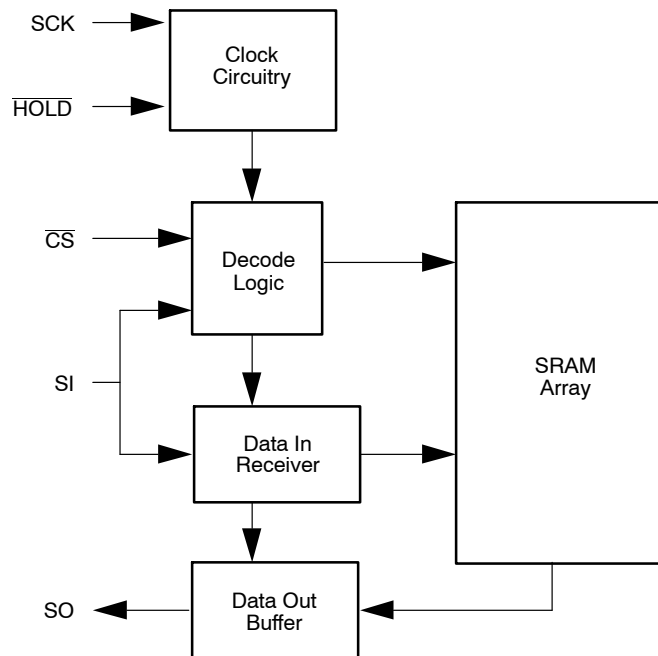 SCK
Clock
Circuitry
HOLD
CS
Decode
Logic
SRAM
Array
SI
Data In
Receiver
SO
Data Out
Buffer